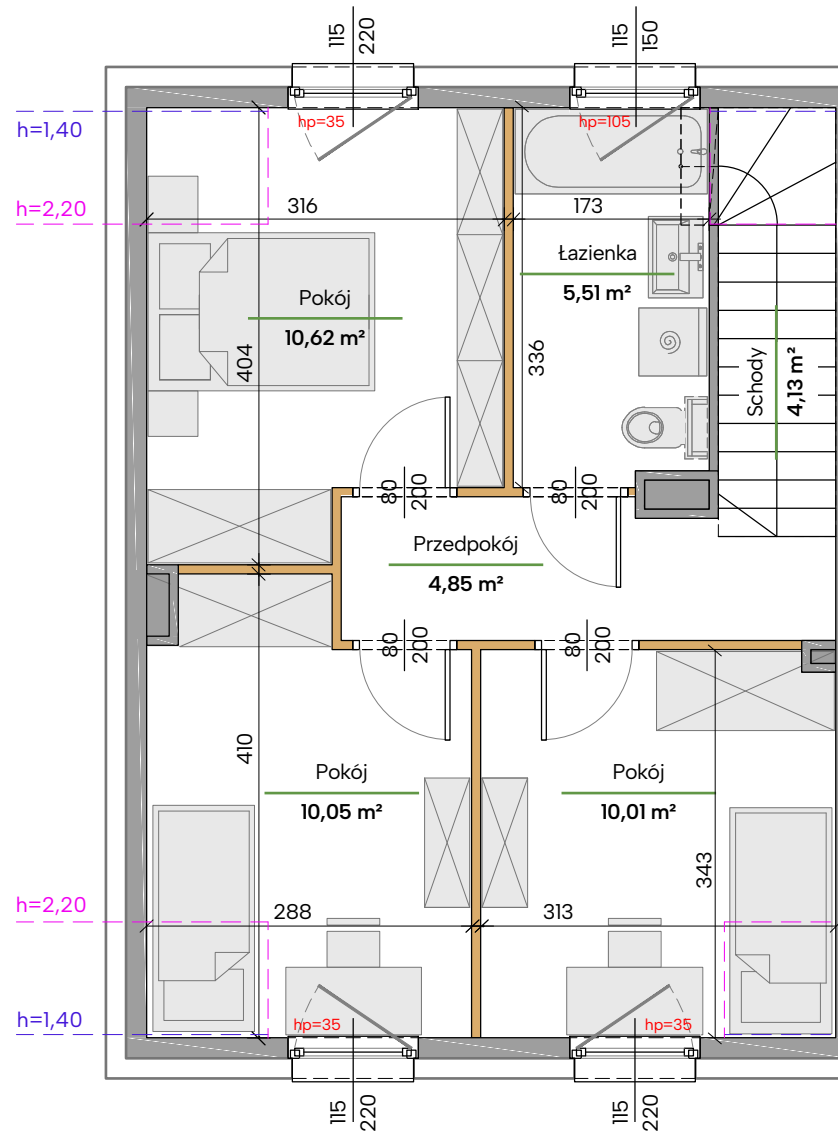 115
220
115
150
h=1,40
hp=35
hp=105
h=2,20
316
173
Łazienka
5,51 m²
Pokój
10,62 m²
404
336
Schody
4,13 m²
80
200
80
200
Przedpokój
4,85 m²
80
200
80
200
410
Pokój
10,05 m²
Pokój
10,01 m²
343
h=2,20
288
313
h=1,40
hp=35
hp=35
115
220
115
220